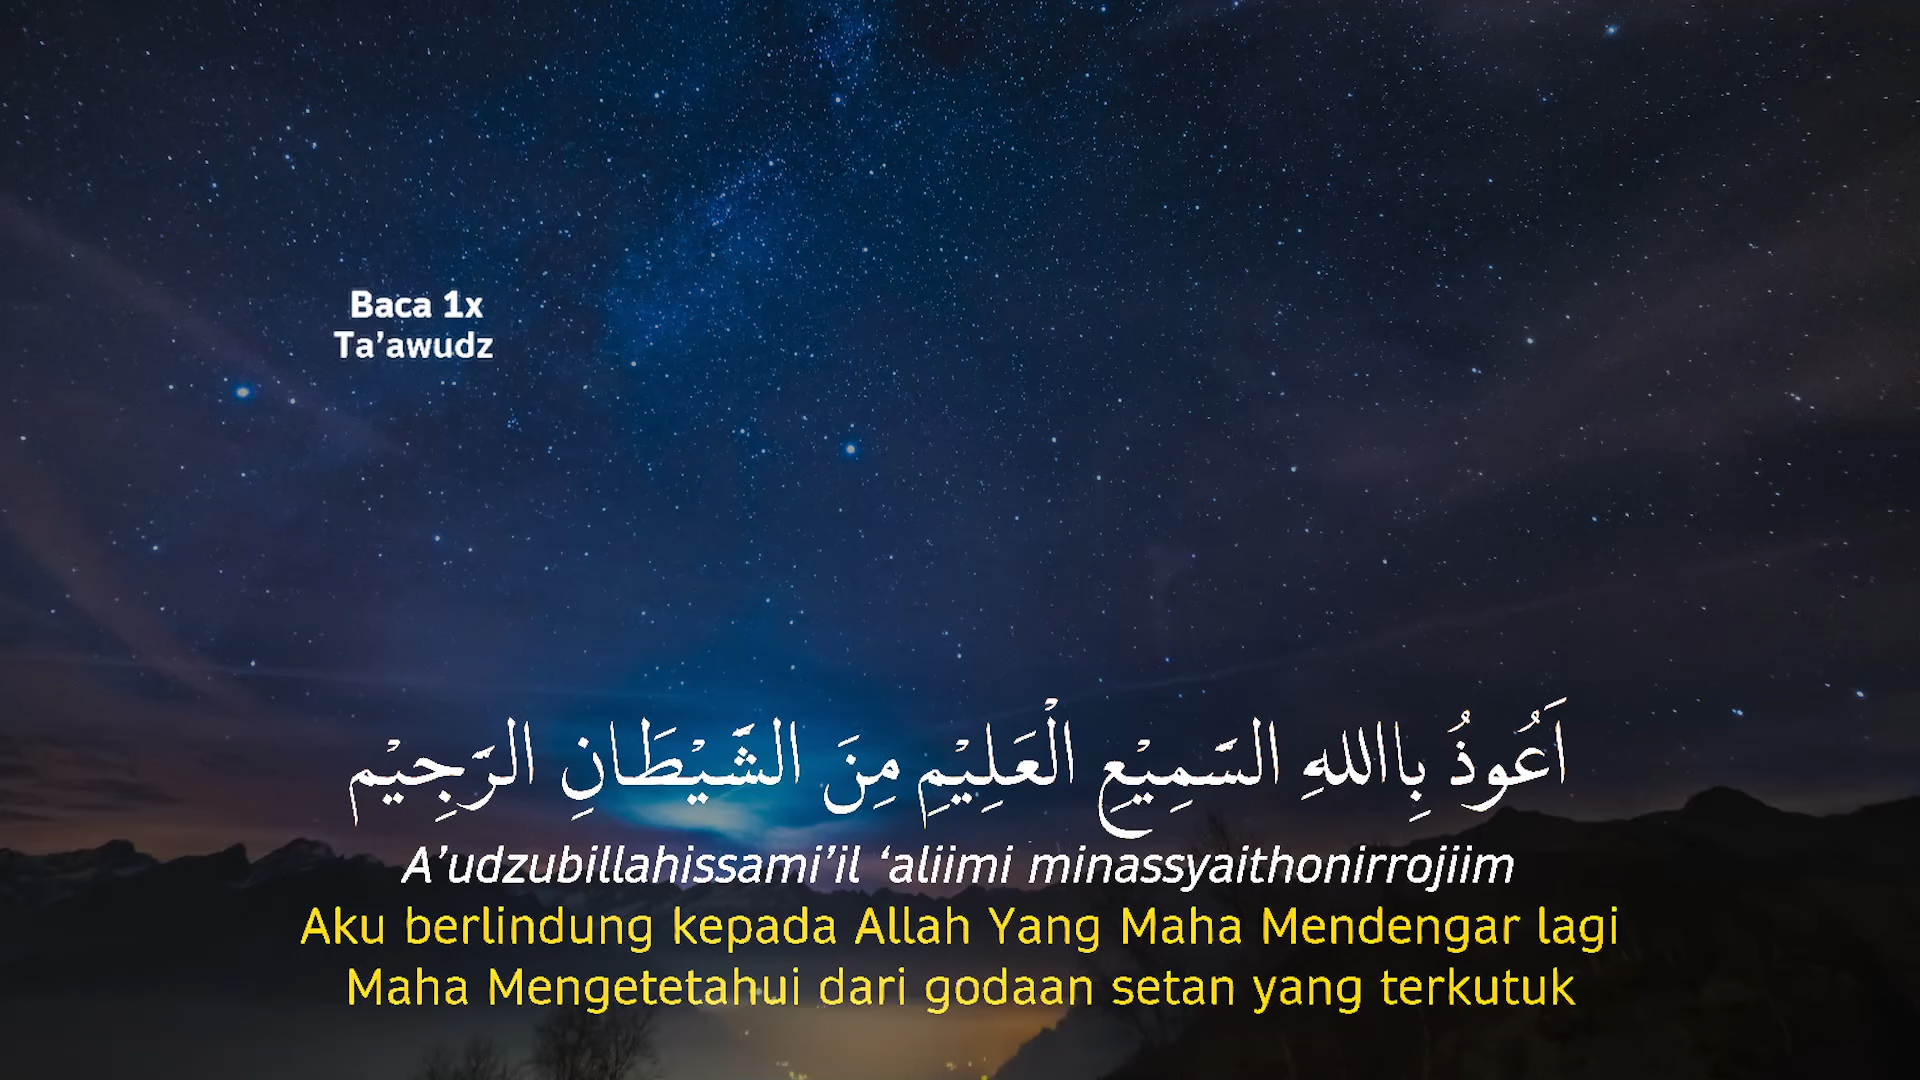 Baca 1x
Ta’awudz
اَعُوذُ بِاللهِ السَّمِيْعِ الْعَلِيْمِ مِنَ الشَّيْطَانِ الرَّجِيْم
A’udzubillahissami’il ‘aliimi minassyaithonirrojiim
Aku berlindung kepada Allah Yang Maha Mendengar lagi
Maha Mengetetahui dari godaan setan yang terkutuk